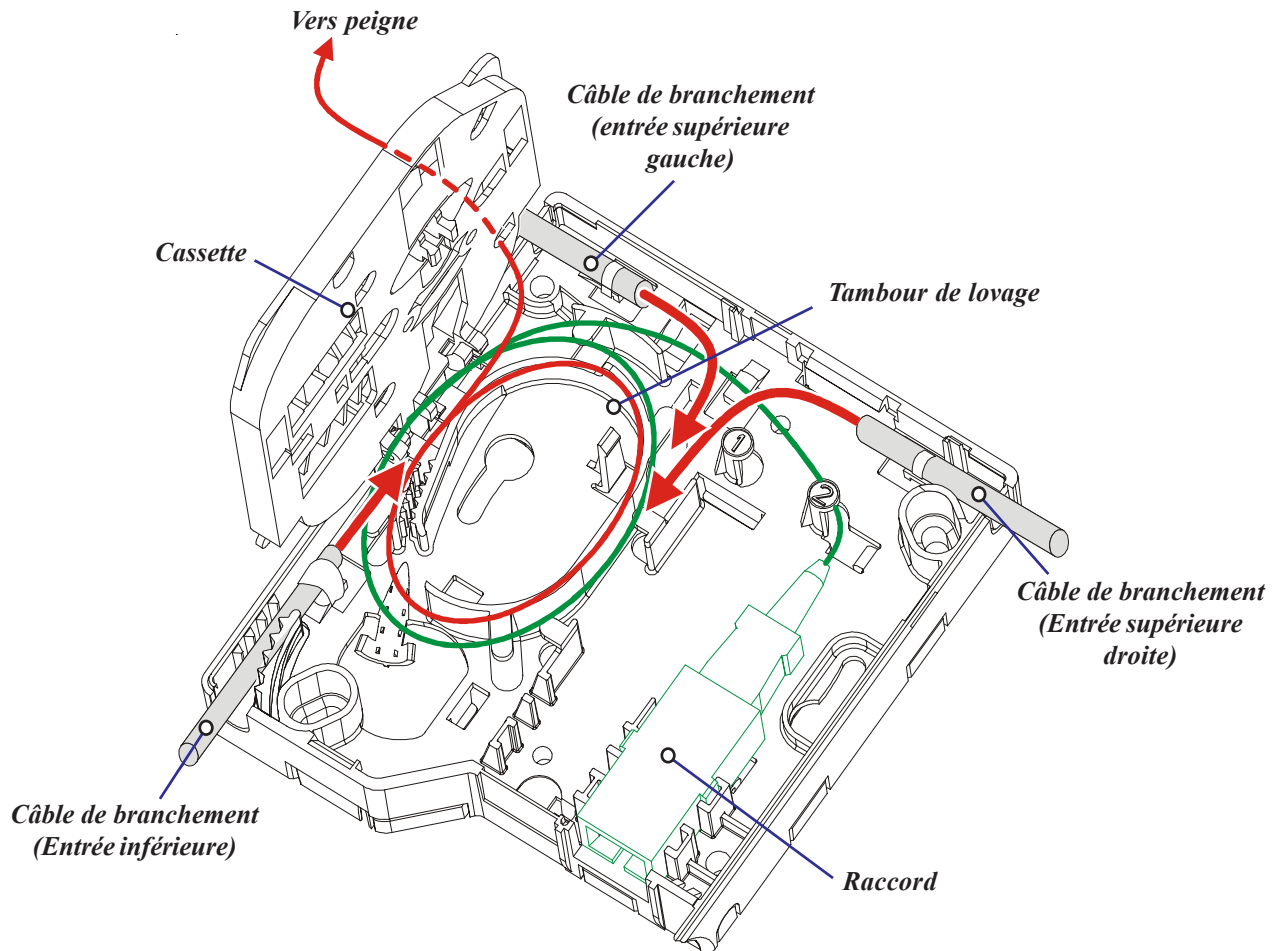 Vers peigne
Câble de branchement
(entrée supérieure
gauche)
Cassette
Tambour de lovage
1
2
Câble de branchement
(Entrée supérieure
droite)
Câble de branchement
(Entrée inférieure)
Raccord